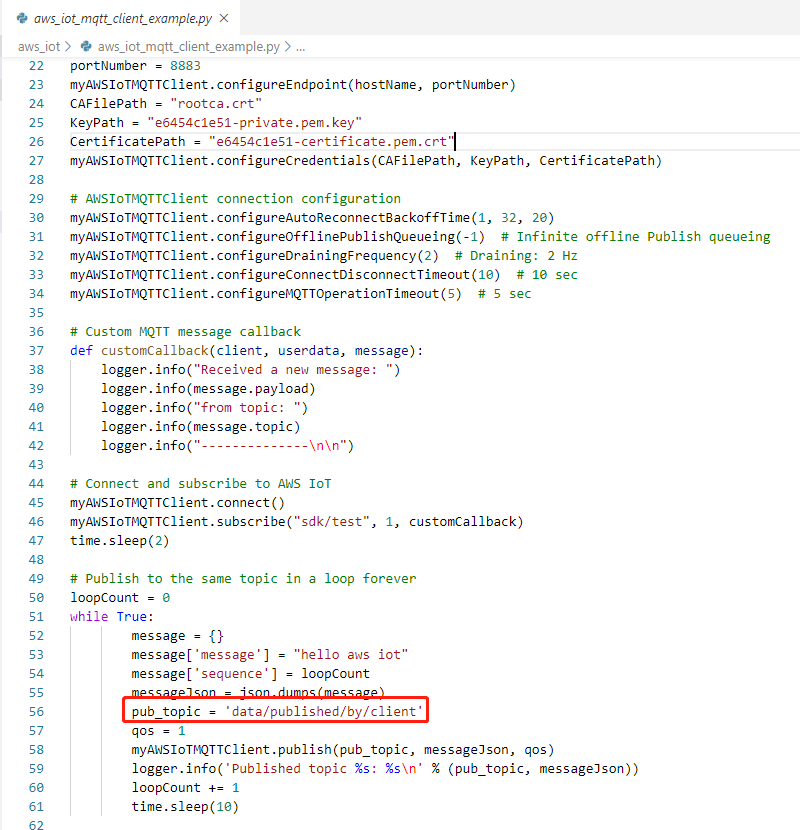 aws_iot_mqtt_client_example.py ×
aws_iot > aws_iot_mqtt_client_example.py > ...
22 portNumber = 8883
23 myAWSIoTMQTTClient.configureEndpoint(hostName, portNumber)
24 CAFilePath = "rootca.crt"
25 KeyPath = "e6454c1e51-private.pem.key"
26 CertificatePath = "e6454c1e51-certificate.pem.crt"
27 myAWSIoTMQTTClient.configureCredentials(CAFilePath, KeyPath, CertificatePath)
28
29 # AWSIoTMQTTClient connection configuration
30 myAWSIoTMQTTClient.configureAutoReconnectBackoffTime(1, 32, 20)
31 myAWSIoTMQTTClient.configureOfflinePublishQueueing(-1)  # Infinite offline Publish queueing
32 myAWSIoTMQTTClient.configureDrainingFrequency(2)  # Draining: 2 Hz
33 myAWSIoTMQTTClient.configureConnectDisconnectTimeout(10)  # 10 sec
34 myAWSIoTMQTTClient.configureMQTTOperationTimeout(5)  # 5 sec
35
36 # Custom MQTT message callback
37 def customCallback(client, userdata, message):
38     logger.info("Received a new message: ")
39     logger.info(message.payload)
40     logger.info("from topic: ")
41     logger.info(message.topic)
42     logger.info("--------------\n\n")
43
44 # Connect and subscribe to AWS IoT
45 myAWSIoTMQTTClient.connect()
46 myAWSIoTMQTTClient.subscribe("sdk/test", 1, customCallback)
47 time.sleep(2)
48
49 # Publish to the same topic in a loop forever
50 loopCount = 0
51 while True:
52         message = {}
53         message['message'] = "hello aws iot"
54         message['sequence'] = loopCount
55         messageJson = json.dumps(message)
56         pub_topic = 'data/published/by/client'
57         qos = 1
58         myAWSIoTMQTTClient.publish(pub_topic, messageJson, qos)
59         logger.info('Published topic %s: %s\n' % (pub_topic, messageJson))
60         loopCount += 1
61         time.sleep(10)
62